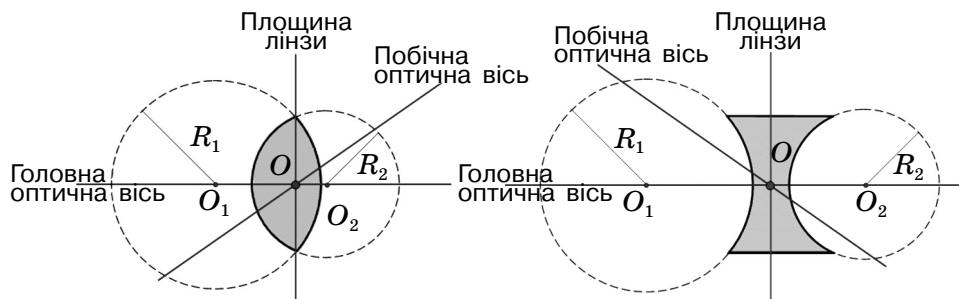 Площина
лінзи
Побічна
оптична вісь
R₁
O
R₂
Головна
оптична вісь
O₁
O₂
Площина
лінзи
Побічна
оптична вісь
R₁
O
R₂
Головна
оптична вісь
O₁
O₂